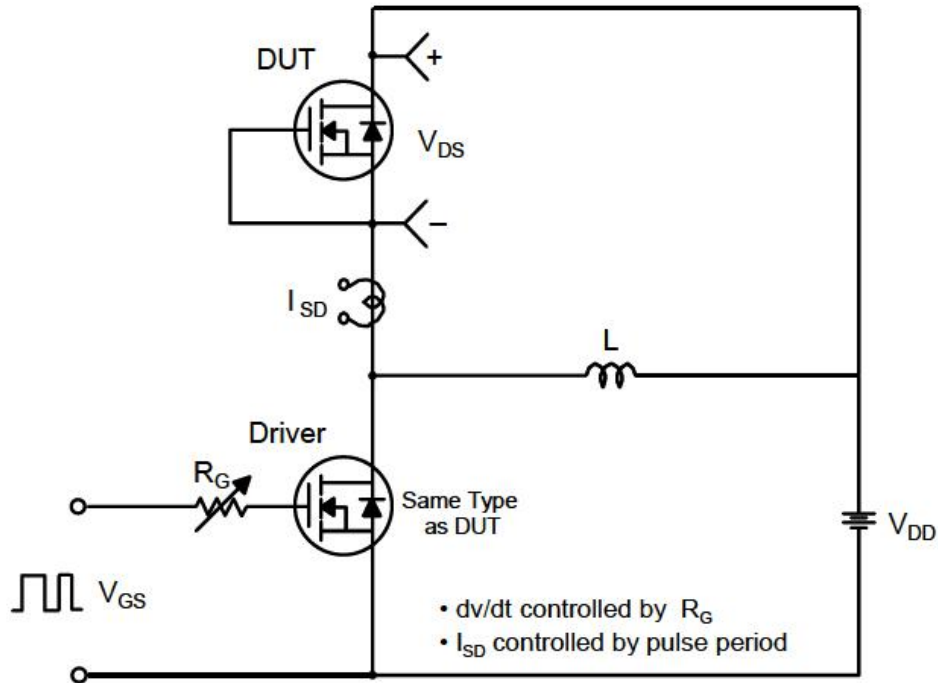 DUT
+
V_DS
–
I_SD
L
Driver
R_G
Same Type
as DUT
V_DD
V_GS
• dv/dt controlled by R_G
• I_SD controlled by pulse period